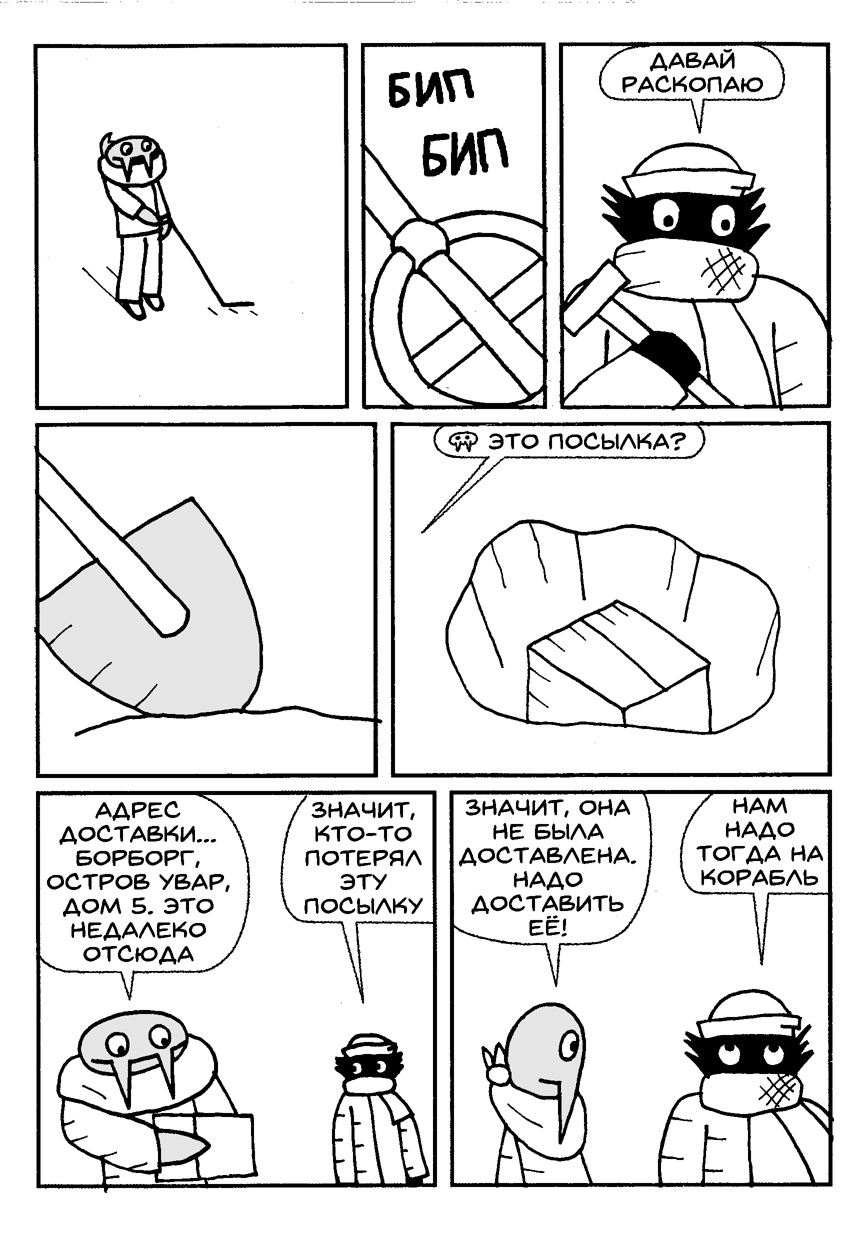 БИП
БИП
ДАВАЙ
РАСКОПАЮ
ЭТО ПОСЫЛКА?
АДРЕС
ДОСТАВКИ...
БОРБОРГ,
ОСТРОВ УВАР,
ДОМ 5. ЭТО
НЕДАЛЕКО
ОТСЮДА
ЗНАЧИТ,
КТО-ТО
ПОТЕРЯЛ
ЭТУ
ПОСЫЛКУ
ЗНАЧИТ, ОНА
НЕ БЫЛА
ДОСТАВЛЕНА.
НАДО
ДОСТАВИТЬ
ЕЁ!
НАМ
НАДО
ТОГДА НА
КОРАБЛЬ